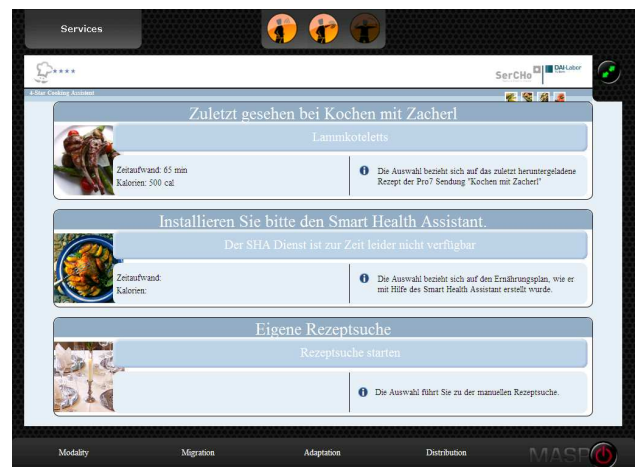 Services
****
SerCHo
DAI-Labor
4-Star Cooking Assistant
Zuletzt gesehen bei Kochen mit Zacherl
Lammkoteletts
Zeitaufwand: 65 min
Kalorien: 500 cal
Die Auswahl bezieht sich auf das zuletzt heruntergeladene
Rezept der Pro7 Sendung "Kochen mit Zacherl"
Installieren Sie bitte den Smart Health Assistant.
Der SHA Dienst ist zur Zeit leider nicht verfügbar
Zeitaufwand:
Kalorien:
Die Auswahl bezieht sich auf den Ernährungsplan, wie er
mit Hilfe des Smart Health Assistant erstellt wurde.
Eigene Rezeptsuche
Rezeptsuche starten
Die Auswahl führt Sie zu der manuellen Rezeptsuche.
Modality
Migration
Adaptation
Distribution
MASP